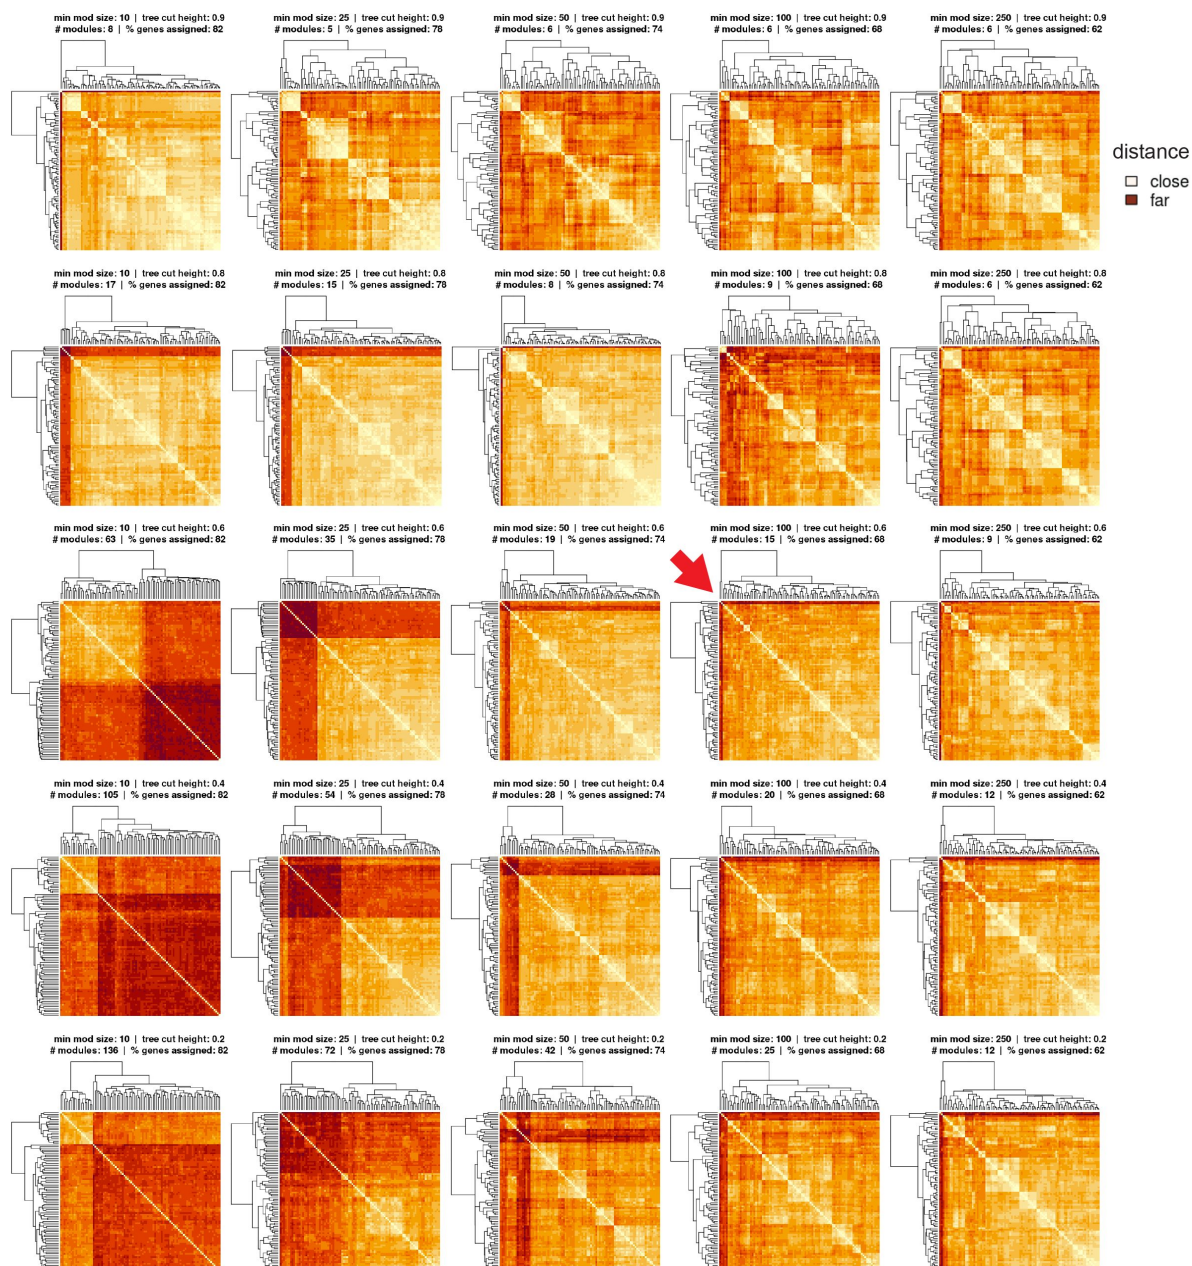 min mod size: 10 | tree cut height: 0.9
# modules: 8 | % genes assigned: 82
min mod size: 25 | tree cut height: 0.9
# modules: 5 | % genes assigned: 78
min mod size: 50 | tree cut height: 0.9
# modules: 6 | % genes assigned: 74
min mod size: 100 | tree cut height: 0.9
# modules: 6 | % genes assigned: 68
min mod size: 250 | tree cut height: 0.9
# modules: 6 | % genes assigned: 62
distance
close
far
min mod size: 10 | tree cut height: 0.8
# modules: 17 | % genes assigned: 82
min mod size: 25 | tree cut height: 0.8
# modules: 15 | % genes assigned: 78
min mod size: 50 | tree cut height: 0.8
# modules: 8 | % genes assigned: 74
min mod size: 100 | tree cut height: 0.8
# modules: 9 | % genes assigned: 68
min mod size: 250 | tree cut height: 0.8
# modules: 6 | % genes assigned: 62
min mod size: 10 | tree cut height: 0.6
# modules: 63 | % genes assigned: 82
min mod size: 25 | tree cut height: 0.6
# modules: 35 | % genes assigned: 78
min mod size: 50 | tree cut height: 0.6
# modules: 19 | % genes assigned: 74
min mod size: 100 | tree cut height: 0.6
# modules: 15 | % genes assigned: 68
min mod size: 250 | tree cut height: 0.6
# modules: 9 | % genes assigned: 62
min mod size: 10 | tree cut height: 0.4
# modules: 105 | % genes assigned: 82
min mod size: 25 | tree cut height: 0.4
# modules: 54 | % genes assigned: 78
min mod size: 50 | tree cut height: 0.4
# modules: 28 | % genes assigned: 74
min mod size: 100 | tree cut height: 0.4
# modules: 20 | % genes assigned: 68
min mod size: 250 | tree cut height: 0.4
# modules: 12 | % genes assigned: 62
min mod size: 10 | tree cut height: 0.2
# modules: 136 | % genes assigned: 82
min mod size: 25 | tree cut height: 0.2
# modules: 72 | % genes assigned: 78
min mod size: 50 | tree cut height: 0.2
# modules: 42 | % genes assigned: 74
min mod size: 100 | tree cut height: 0.2
# modules: 25 | % genes assigned: 68
min mod size: 250 | tree cut height: 0.2
# modules: 12 | % genes assigned: 62